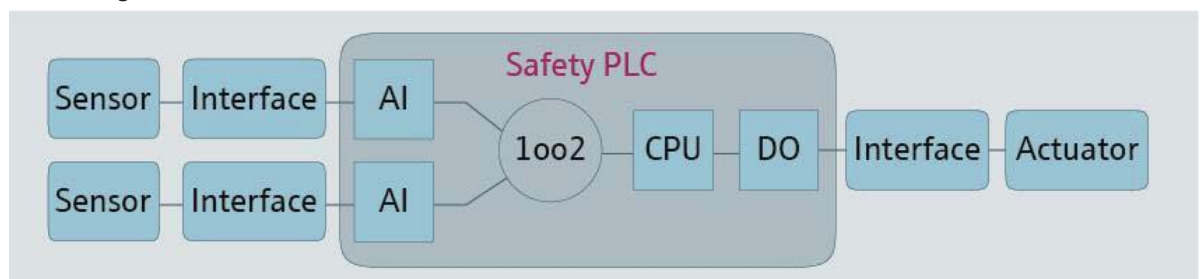 Safety PLC
Sensor Interface AI
1oo2 CPU DO Interface Actuator
Sensor Interface AI